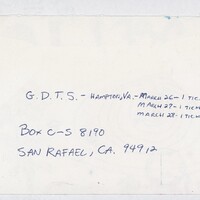 G.D.T.S. - HAMPTON, VA. - MARCH 26 - 1 TIC
MARCH 27 - 1 TIC
MARCH 28 - 1 TIC
BOX C-S 8190
SAN RAFAEL, CA. 94912